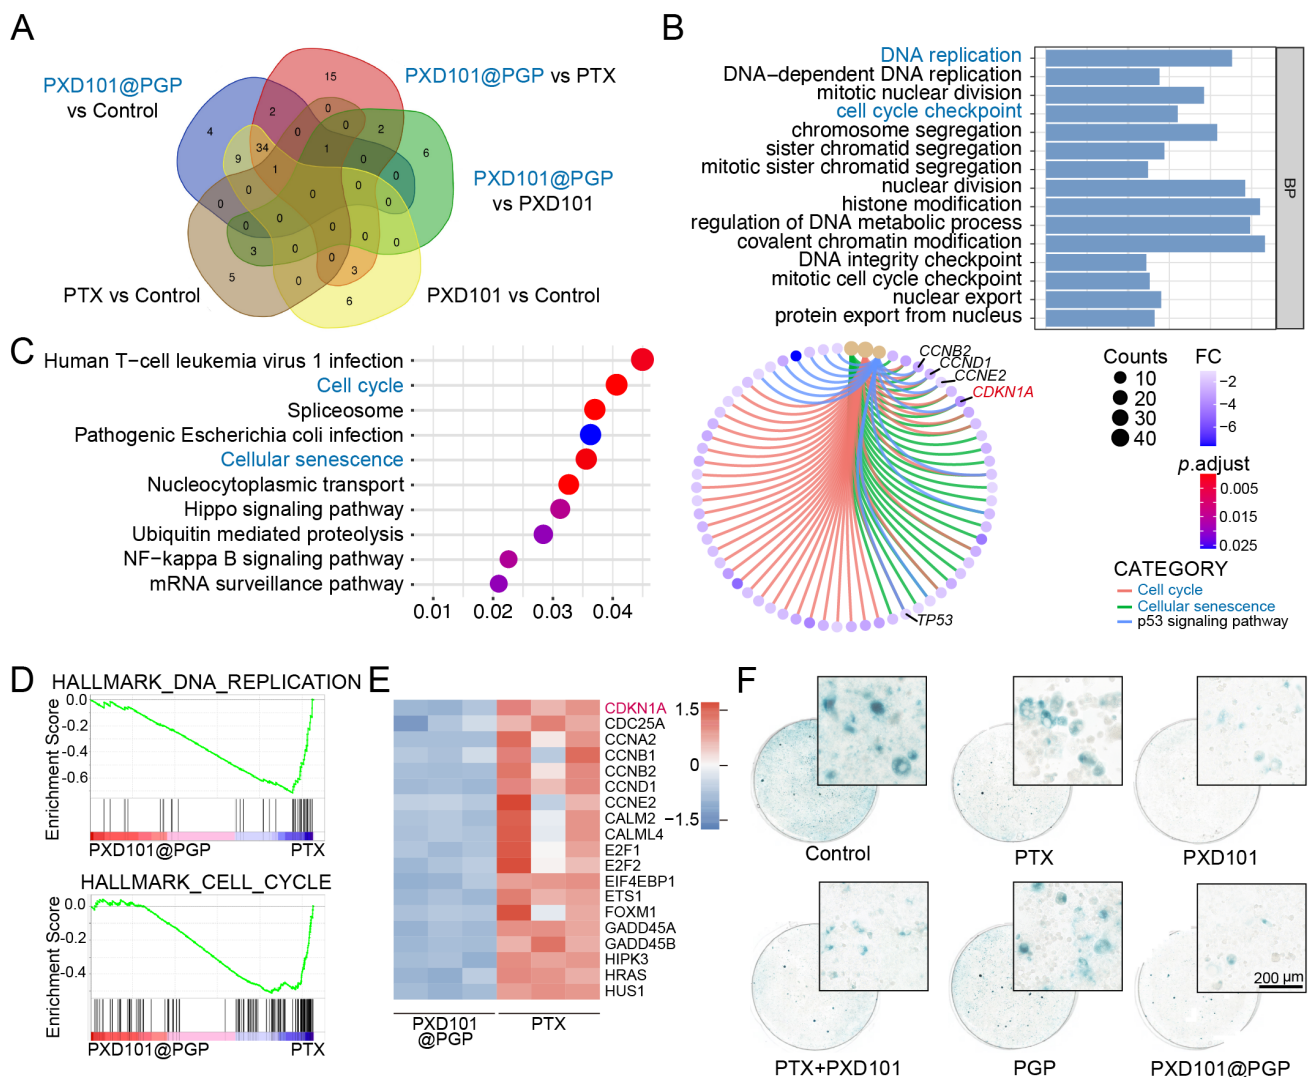 A
PXD101@PGP
vs Control
PXD101@PGP vs PTX
PXD101@PGP
vs PXD101
PTX vs Control
PXD101 vs Control
15
4
2
0
0
0
2
6
34
9
1
1
0
0
0
0
0
0
0
0
0
0
0
0
0
3
0
0
5
0
3
6
B
DNA replication
DNA−dependent DNA replication
mitotic nuclear division
cell cycle checkpoint
chromosome segregation
sister chromatid segregation
mitotic sister chromatid segregation
nuclear division
histone modification
regulation of DNA metabolic process
covalent chromatin modification
DNA integrity checkpoint
mitotic cell cycle checkpoint
nuclear export
protein export from nucleus
BP
C
Human T−cell leukemia virus 1 infection
Cell cycle
Spliceosome
Pathogenic Escherichia coli infection
Cellular senescence
Nucleocytoplasmic transport
Hippo signaling pathway
Ubiquitin mediated proteolysis
NF−kappa B signaling pathway
mRNA surveillance pathway
0.01
0.02
0.03
0.04
CCNB2
CCND1
CCNE2
CDKN1A
TP53
Counts
10
20
30
40
FC
−2
−4
−6
p.adjust
0.005
0.015
0.025
CATEGORY
Cell cycle
Cellular senescence
p53 signaling pathway
D
HALLMARK_DNA_REPLICATION
Enrichment Score
0.0
-0.2
-0.4
-0.6
PXD101@PGP
PTX
HALLMARK_CELL_CYCLE
Enrichment Score
0.0
-0.2
-0.4
PXD101@PGP
PTX
E
CDKN1A
CDC25A
CCNA2
CCNB1
CCNB2
CCND1
CCNE2
CALM2
CALML4
E2F1
E2F2
EIF4EBP1
ETS1
FOXM1
GADD45A
GADD45B
HIPK3
HRAS
HUS1
1.5
0
−1.5
PXD101
@PGP
PTX
F
Control
PTX
PXD101
PTX+PXD101
PGP
PXD101@PGP
200 µm